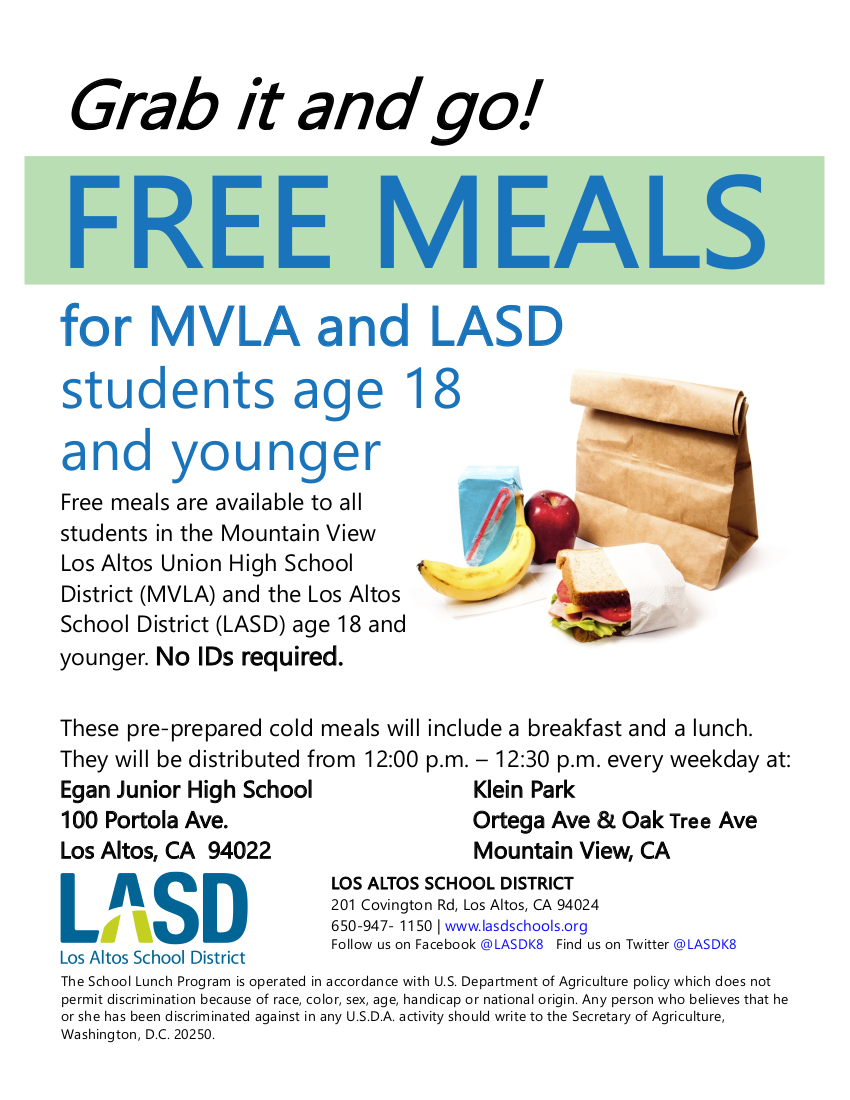 Grab it and go!
FREE MEALS
for MVLA and LASD
students age 18
and younger
Free meals are available to all
students in the Mountain View
Los Altos Union High School
District (MVLA) and the Los Altos
School District (LASD) age 18 and
younger. No IDs required.
These pre-prepared cold meals will include a breakfast and a lunch.
They will be distributed from 12:00 p.m. – 12:30 p.m. every weekday at:
Egan Junior High School
100 Portola Ave.
Los Altos, CA  94022
Klein Park
Ortega Ave & Oak Tree Ave
Mountain View, CA
LASD
Los Altos School District
LOS ALTOS SCHOOL DISTRICT
201 Covington Rd, Los Altos, CA 94024
650-947- 1150 | www.lasdschools.org
Follow us on Facebook @LASDK8   Find us on Twitter @LASDK8
The School Lunch Program is operated in accordance with U.S. Department of Agriculture policy which does not
permit discrimination because of race, color, sex, age, handicap or national origin. Any person who believes that he
or she has been discriminated against in any U.S.D.A. activity should write to the Secretary of Agriculture,
Washington, D.C. 20250.